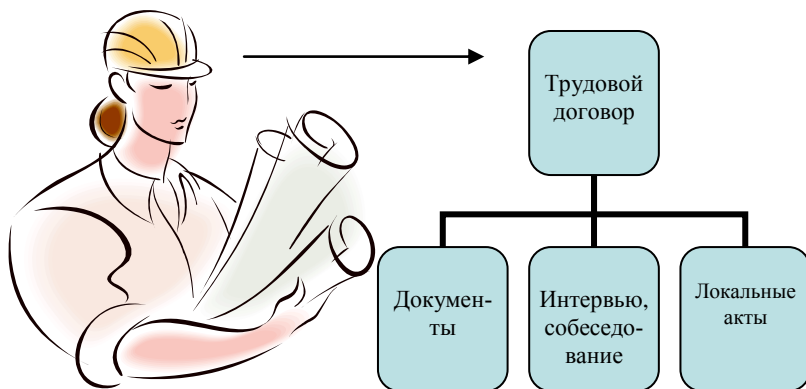 Трудовой
договор
Докумен-
ты
Интервью,
собеседо-
вание
Локальные
акты